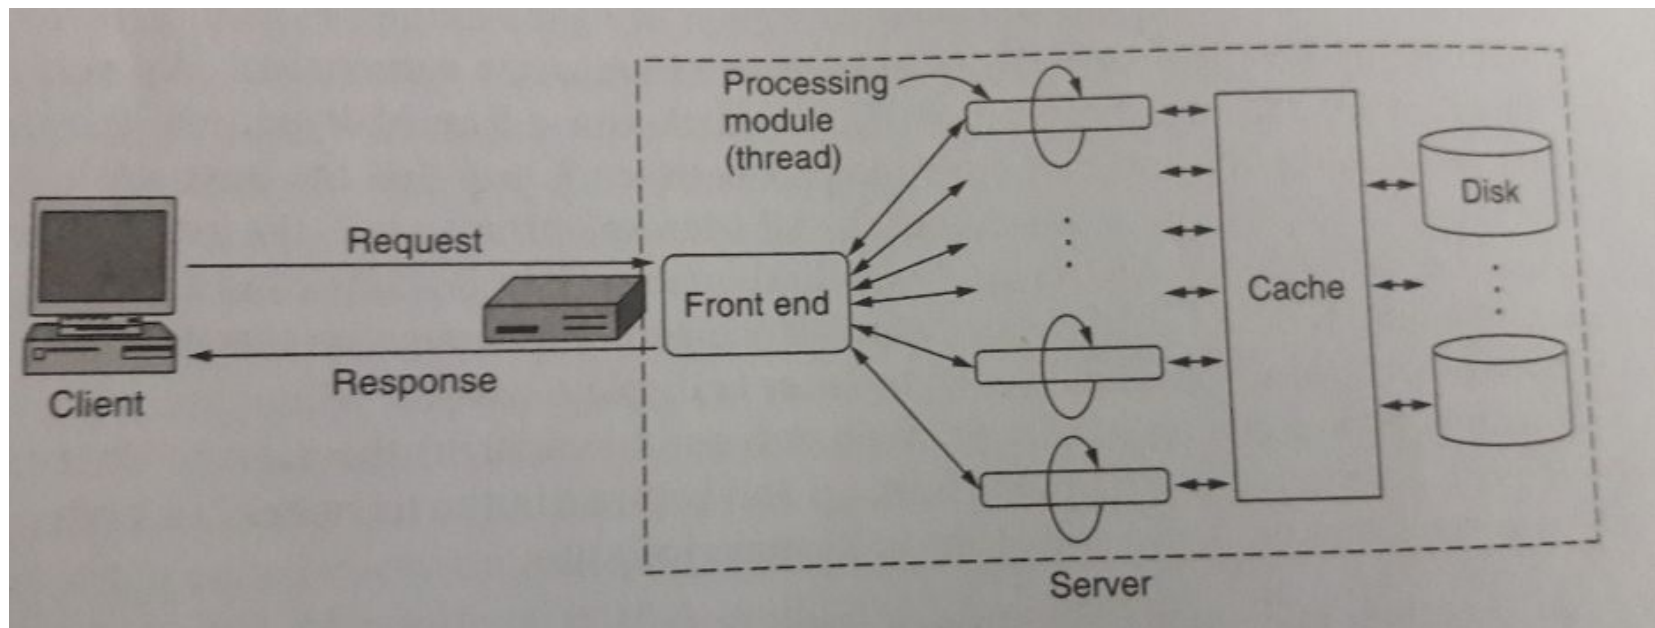 Processing
module
(thread)
Disk
Request
Front end
Cache
Response
Client
Server